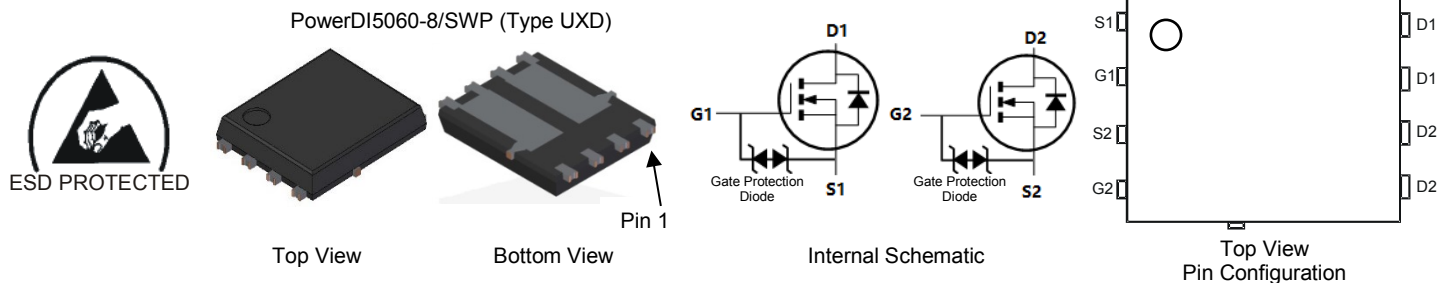 PowerDI5060-8/SWP (Type UXD)
ESD PROTECTED
Top View
Bottom View
Pin 1
D1
G1
Gate Protection
Diode
S1
D2
G2
Gate Protection
Diode
S2
Internal Schematic
S1
D1
G1
D1
S2
D2
G2
D2
Top View
Pin Configuration